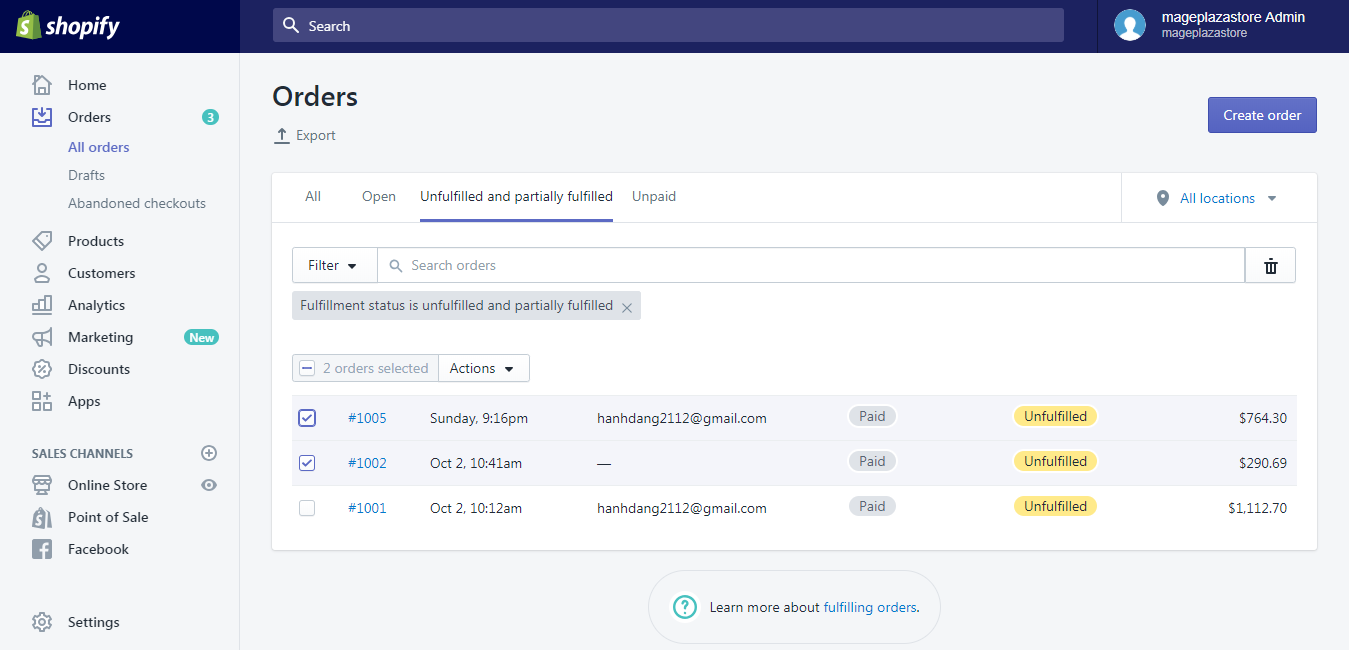 shopify
Search
mageplazastore Admin
mageplazastore
Home
Orders 3
All orders
Drafts
Abandoned checkouts
Products
Customers
Analytics
Marketing New
Discounts
Apps
SALES CHANNELS
Online Store
Point of Sale
Facebook
Settings
Orders
Export
Create order
All Open Unfulfilled and partially fulfilled Unpaid All locations
Filter Search orders
Fulfillment status is unfulfilled and partially fulfilled
2 orders selected Actions
#1005 Sunday, 9:16pm hanhdang2112@gmail.com Paid Unfulfilled $764.30
#1002 Oct 2, 10:41am — Paid Unfulfilled $290.69
#1001 Oct 2, 10:12am hanhdang2112@gmail.com Paid Unfulfilled $1,112.70
Learn more about fulfilling orders.